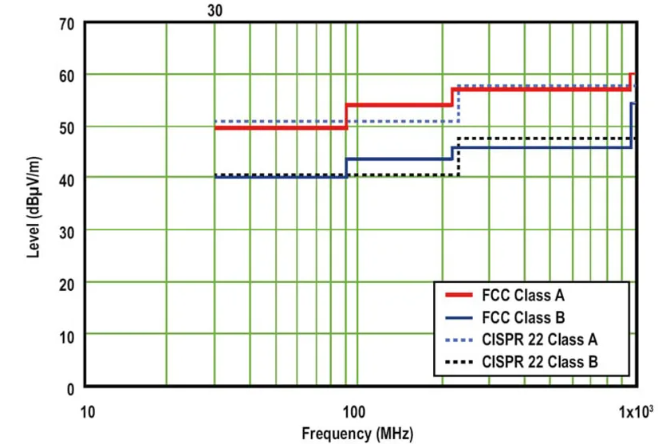 30
70
60
50
40
30
20
10
0
Level (dBµV/m)
FCC Class A
FCC Class B
CISPR 22 Class A
CISPR 22 Class B
10
100
1x10³
Frequency (MHz)